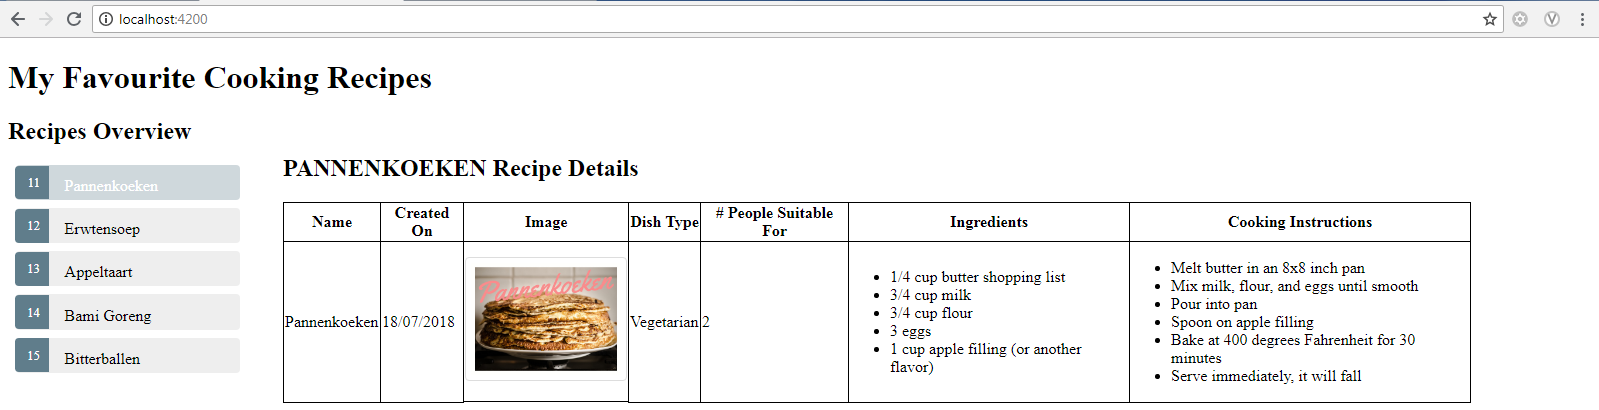 localhost:4200
My Favourite Cooking Recipes
Recipes Overview
11 Pannenkoeken
12 Erwtensoep
13 Appeltaart
14 Bami Goreng
15 Bitterballen
PANNENKOEKEN Recipe Details
Name
Created
On
Image
Dish Type
# People Suitable
For
Ingredients
Cooking Instructions
Pannenkoeken
18/07/2018
Pannenkoeken
Vegetarian
2
1/4 cup butter shopping list
3/4 cup milk
3/4 cup flour
3 eggs
1 cup apple filling (or another
flavor)
Melt butter in an 8x8 inch pan
Mix milk, flour, and eggs until smooth
Pour into pan
Spoon on apple filling
Bake at 400 degrees Fahrenheit for 30
minutes
Serve immediately, it will fall